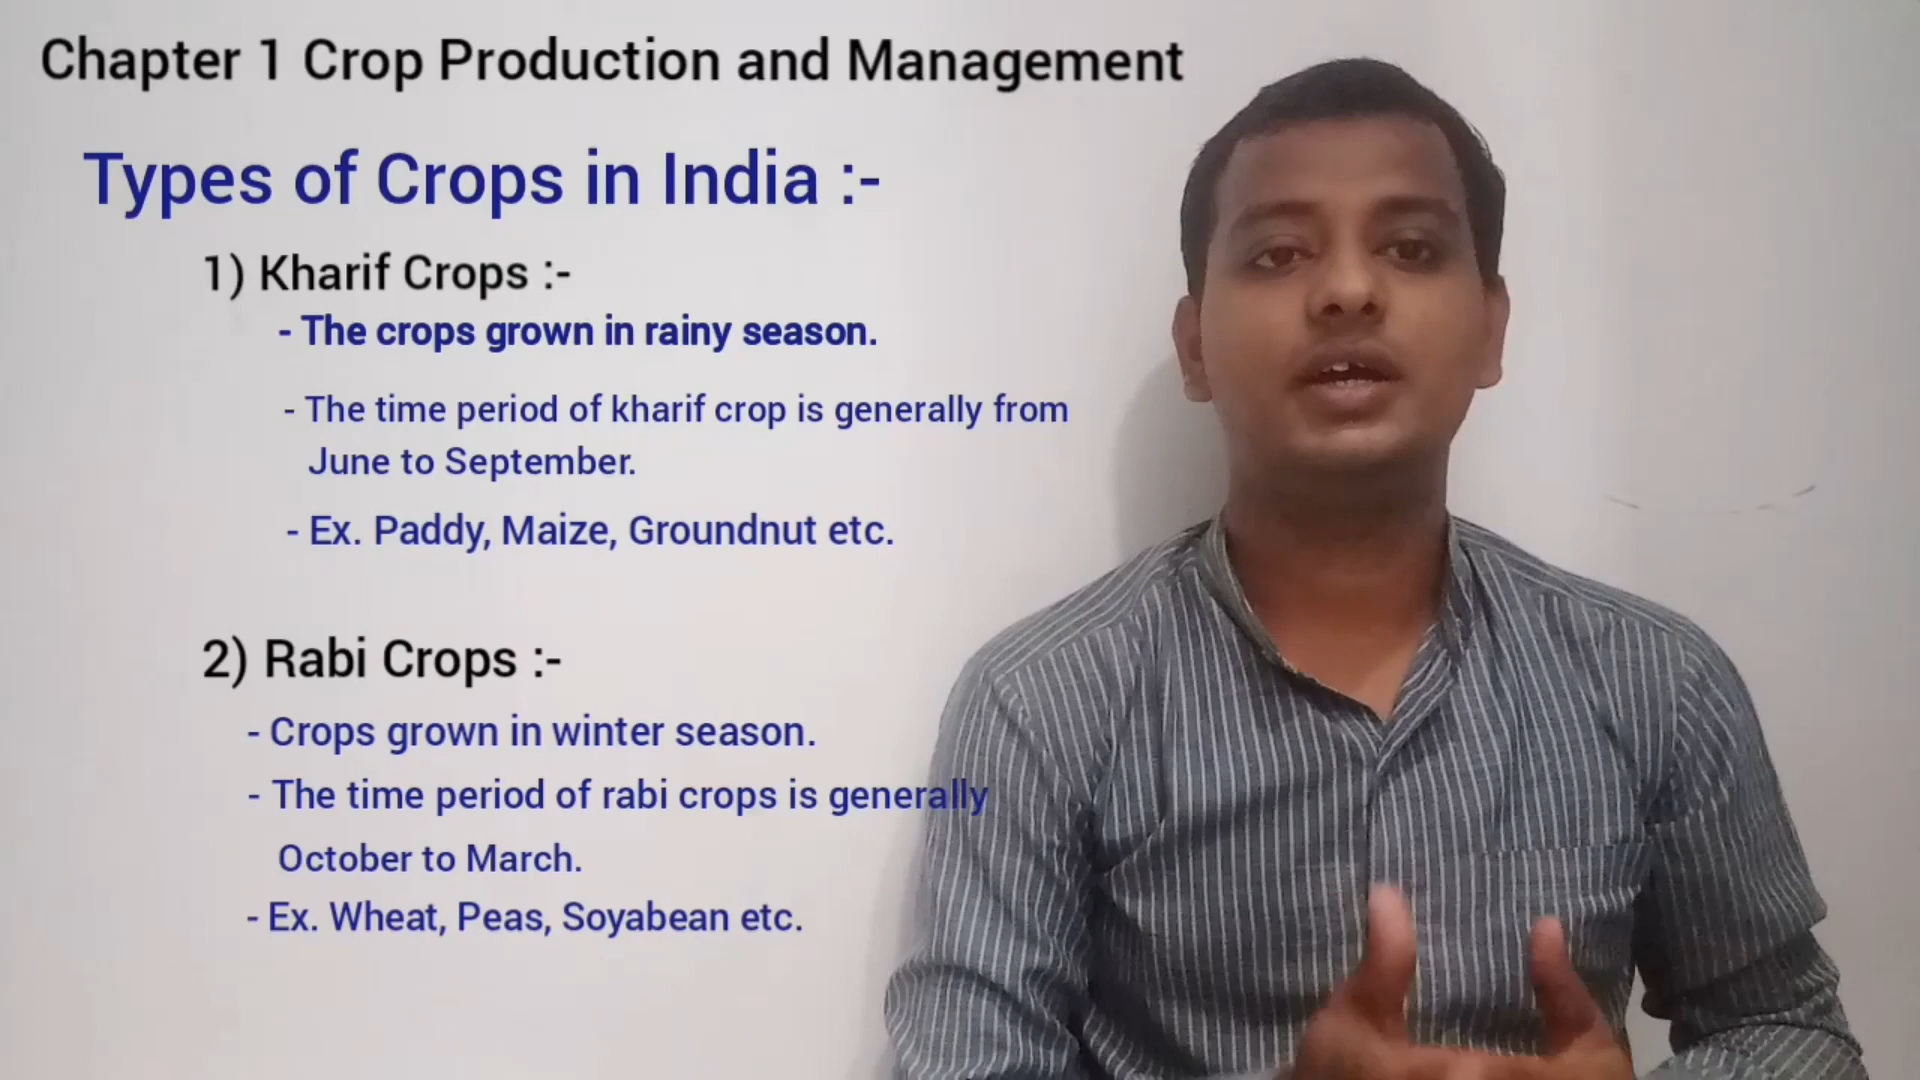 Chapter 1 Crop Production and Management
Types of Crops in India :-
1) Kharif Crops :-
- The crops grown in rainy season.
- The time period of kharif crop is generally from
June to September.
- Ex. Paddy, Maize, Groundnut etc.
2) Rabi Crops :-
- Crops grown in winter season.
- The time period of rabi crops is generally
October to March.
- Ex. Wheat, Peas, Soyabean etc.